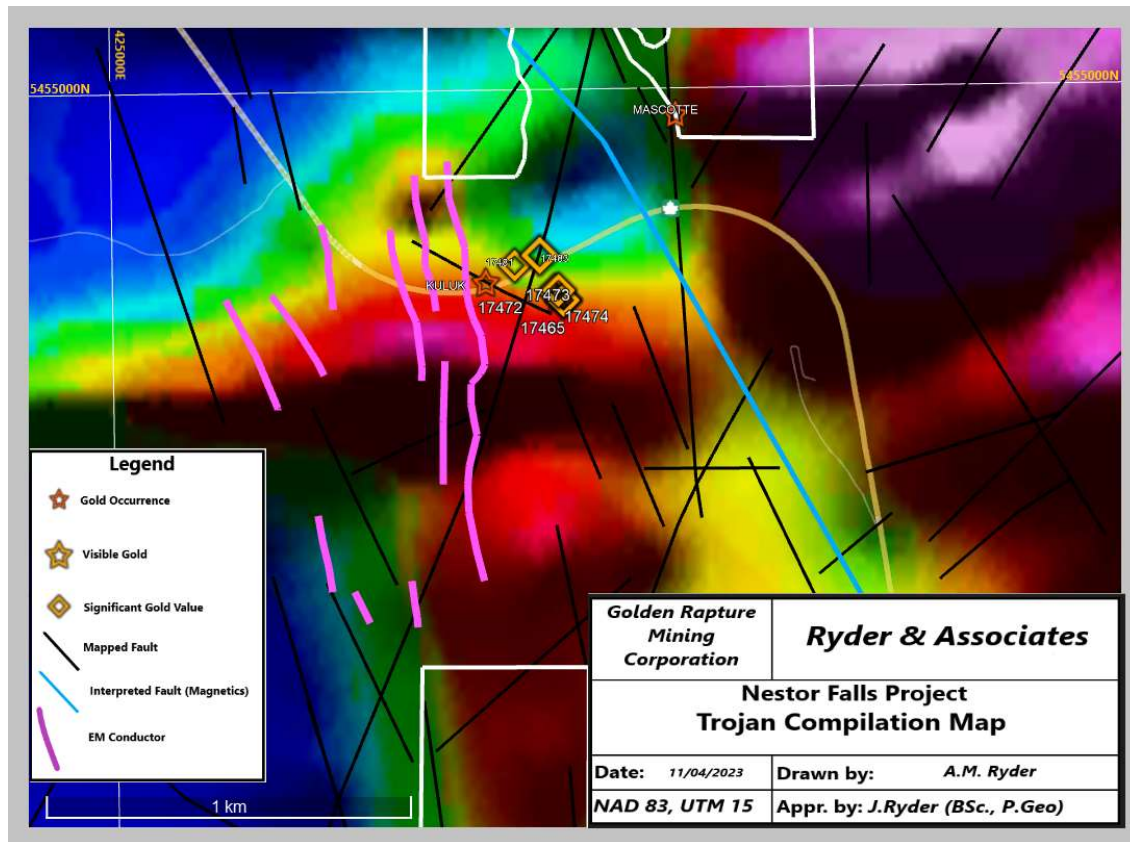 425000E
5455000N
5455000N
MASCOTTE
KULUK
17472
17473
17465
17474
Legend
Gold Occurrence
Visible Gold
Significant Gold Value
Mapped Fault
Interpreted Fault (Magnetics)
EM Conductor
1 km
Golden Rapture
Mining
Corporation
Ryder & Associates
Nestor Falls Project
Trojan Compilation Map
Date: 11/04/2023
Drawn by: A.M. Ryder
NAD 83, UTM 15
Appr. by: J.Ryder (BSc., P.Geo)